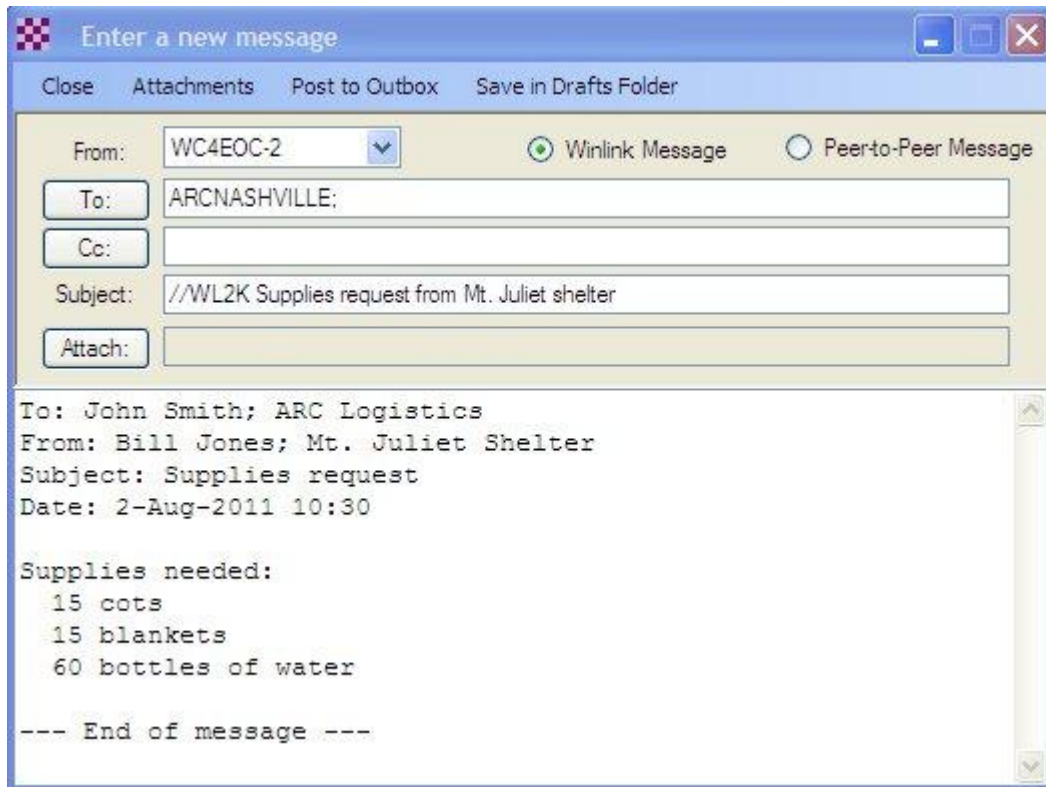 Enter a new message
Close Attachments Post to Outbox Save in Drafts Folder
From: WC4EOC-2 Winlink Message Peer-to-Peer Message
To: ARCNASHVILLE;
Cc:
Subject: //WL2K Supplies request from Mt. Juliet shelter
Attach:
To: John Smith; ARC Logistics
From: Bill Jones; Mt. Juliet Shelter
Subject: Supplies request
Date: 2-Aug-2011 10:30
Supplies needed:
15 cots
15 blankets
60 bottles of water
--- End of message ---